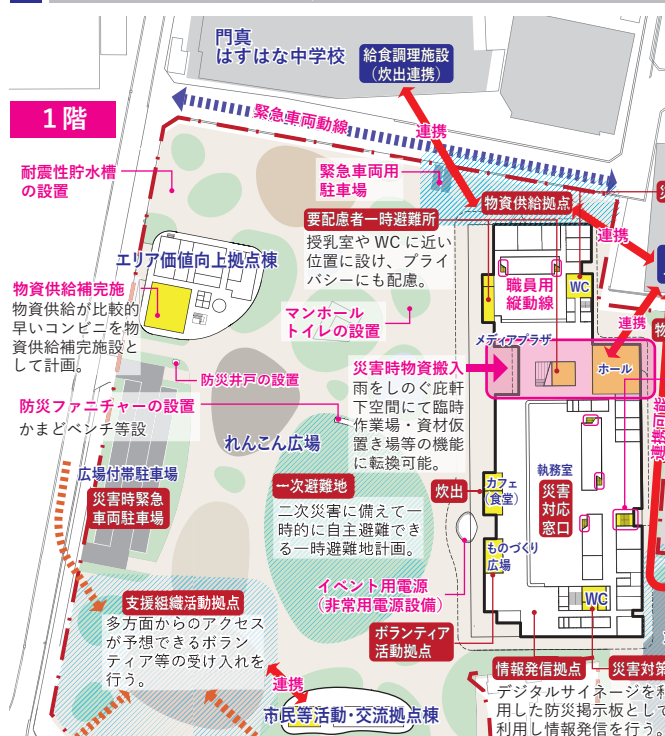 門真
はすはな中学校
給食調理施設
（炊出連携）
1階
緊急車両動線
連携
耐震性貯水槽
の設置
緊急車両用
駐車場
物資供給拠点
要配慮者一時避難所
授乳室や WC に近い
位置に設け、プライ
バシーにも配慮。
連携
エリア価値向上拠点棟
職員用
縦動線
WC
物資供給補完施
物資供給が比較的
早いコンビニを物
資供給補完施設と
して計画。
マンホール
トイレの設置
連携
メディアプラザ
災害時物資搬入
雨をしのぐ庇軒
下空間にて臨時
作業場・資材仮
置き場等の機能
に転換可能。
ホール
防災井戸の設置
防災ファニチャーの設置
かまどベンチ等設
れんこん広場
連携可能
広場付帯駐車場
災害時緊急
車両駐車場
一次避難地
二次災害に備えて一
時的に自主避難でき
る一時避難地計画。
炊出
カフェ
（食堂）
執務室
災害
対応
窓口
ものづくり
広場
イベント用電源
（非常用電源設備）
WC
支援組織活動拠点
多方面からのアクセス
が予想できるボラン
ティア等の受け入れを
行う。
ボランティア
活動拠点
連携
市民等活動・交流拠点棟
情報発信拠点
災害対策
デジタルサイネージを利
用した防災掲示板として
利用し情報発信を行う。